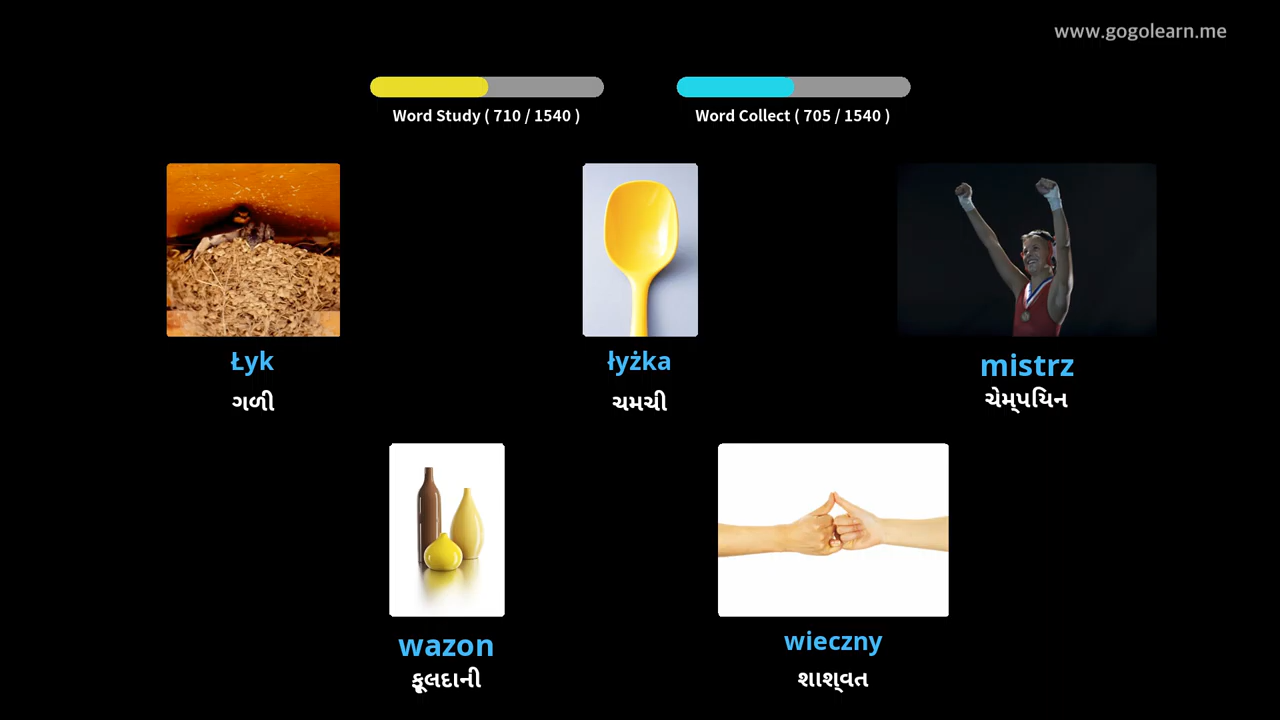 www.gogolearn.me
Word Study ( 710 / 1540 )
Word Collect ( 705 / 1540 )
Łyk
ગળી
łyżka
ચમચી
mistrz
ચેમ્પિયન
wazon
ફૂલદાની
wieczny
શાશ્વત